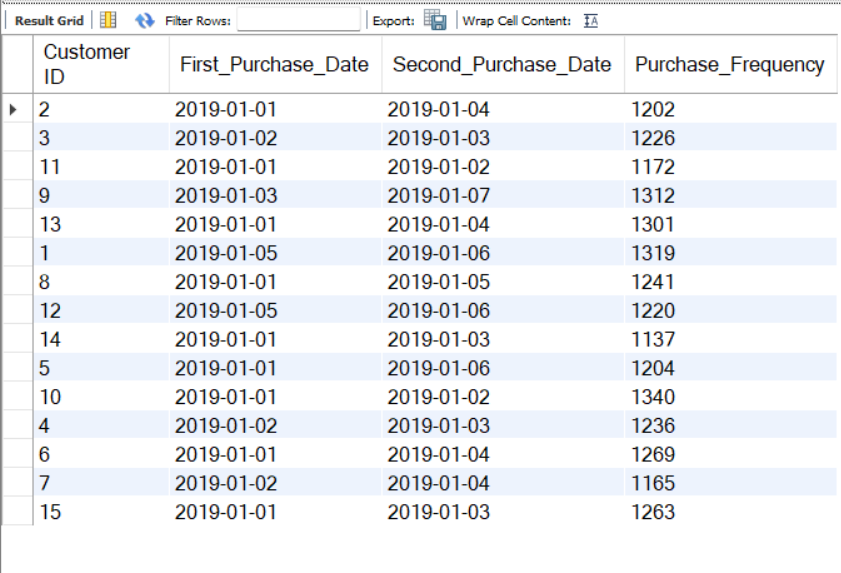 Result Grid Filter Rows: Export: Wrap Cell Content: IA
Customer ID First_Purchase_Date Second_Purchase_Date Purchase_Frequency
2 2019-01-01 2019-01-04 1202
3 2019-01-02 2019-01-03 1226
11 2019-01-01 2019-01-02 1172
9 2019-01-03 2019-01-07 1312
13 2019-01-01 2019-01-04 1301
1 2019-01-05 2019-01-06 1319
8 2019-01-01 2019-01-05 1241
12 2019-01-05 2019-01-06 1220
14 2019-01-01 2019-01-03 1137
5 2019-01-01 2019-01-06 1204
10 2019-01-01 2019-01-02 1340
4 2019-01-02 2019-01-03 1236
6 2019-01-01 2019-01-04 1269
7 2019-01-02 2019-01-04 1165
15 2019-01-01 2019-01-03 1263